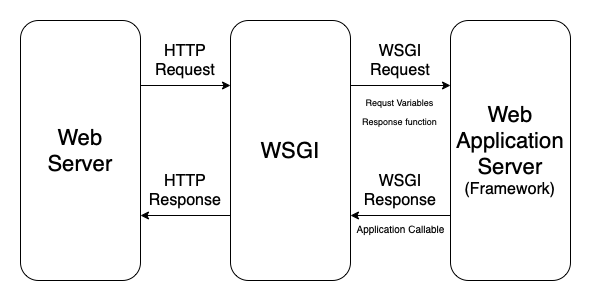 Web
Server
HTTP
Request
HTTP
Response
WSGI
WSGI
Request
Requst Variables
Response function
WSGI
Response
Application Callable
Web
Application
Server
(Framework)